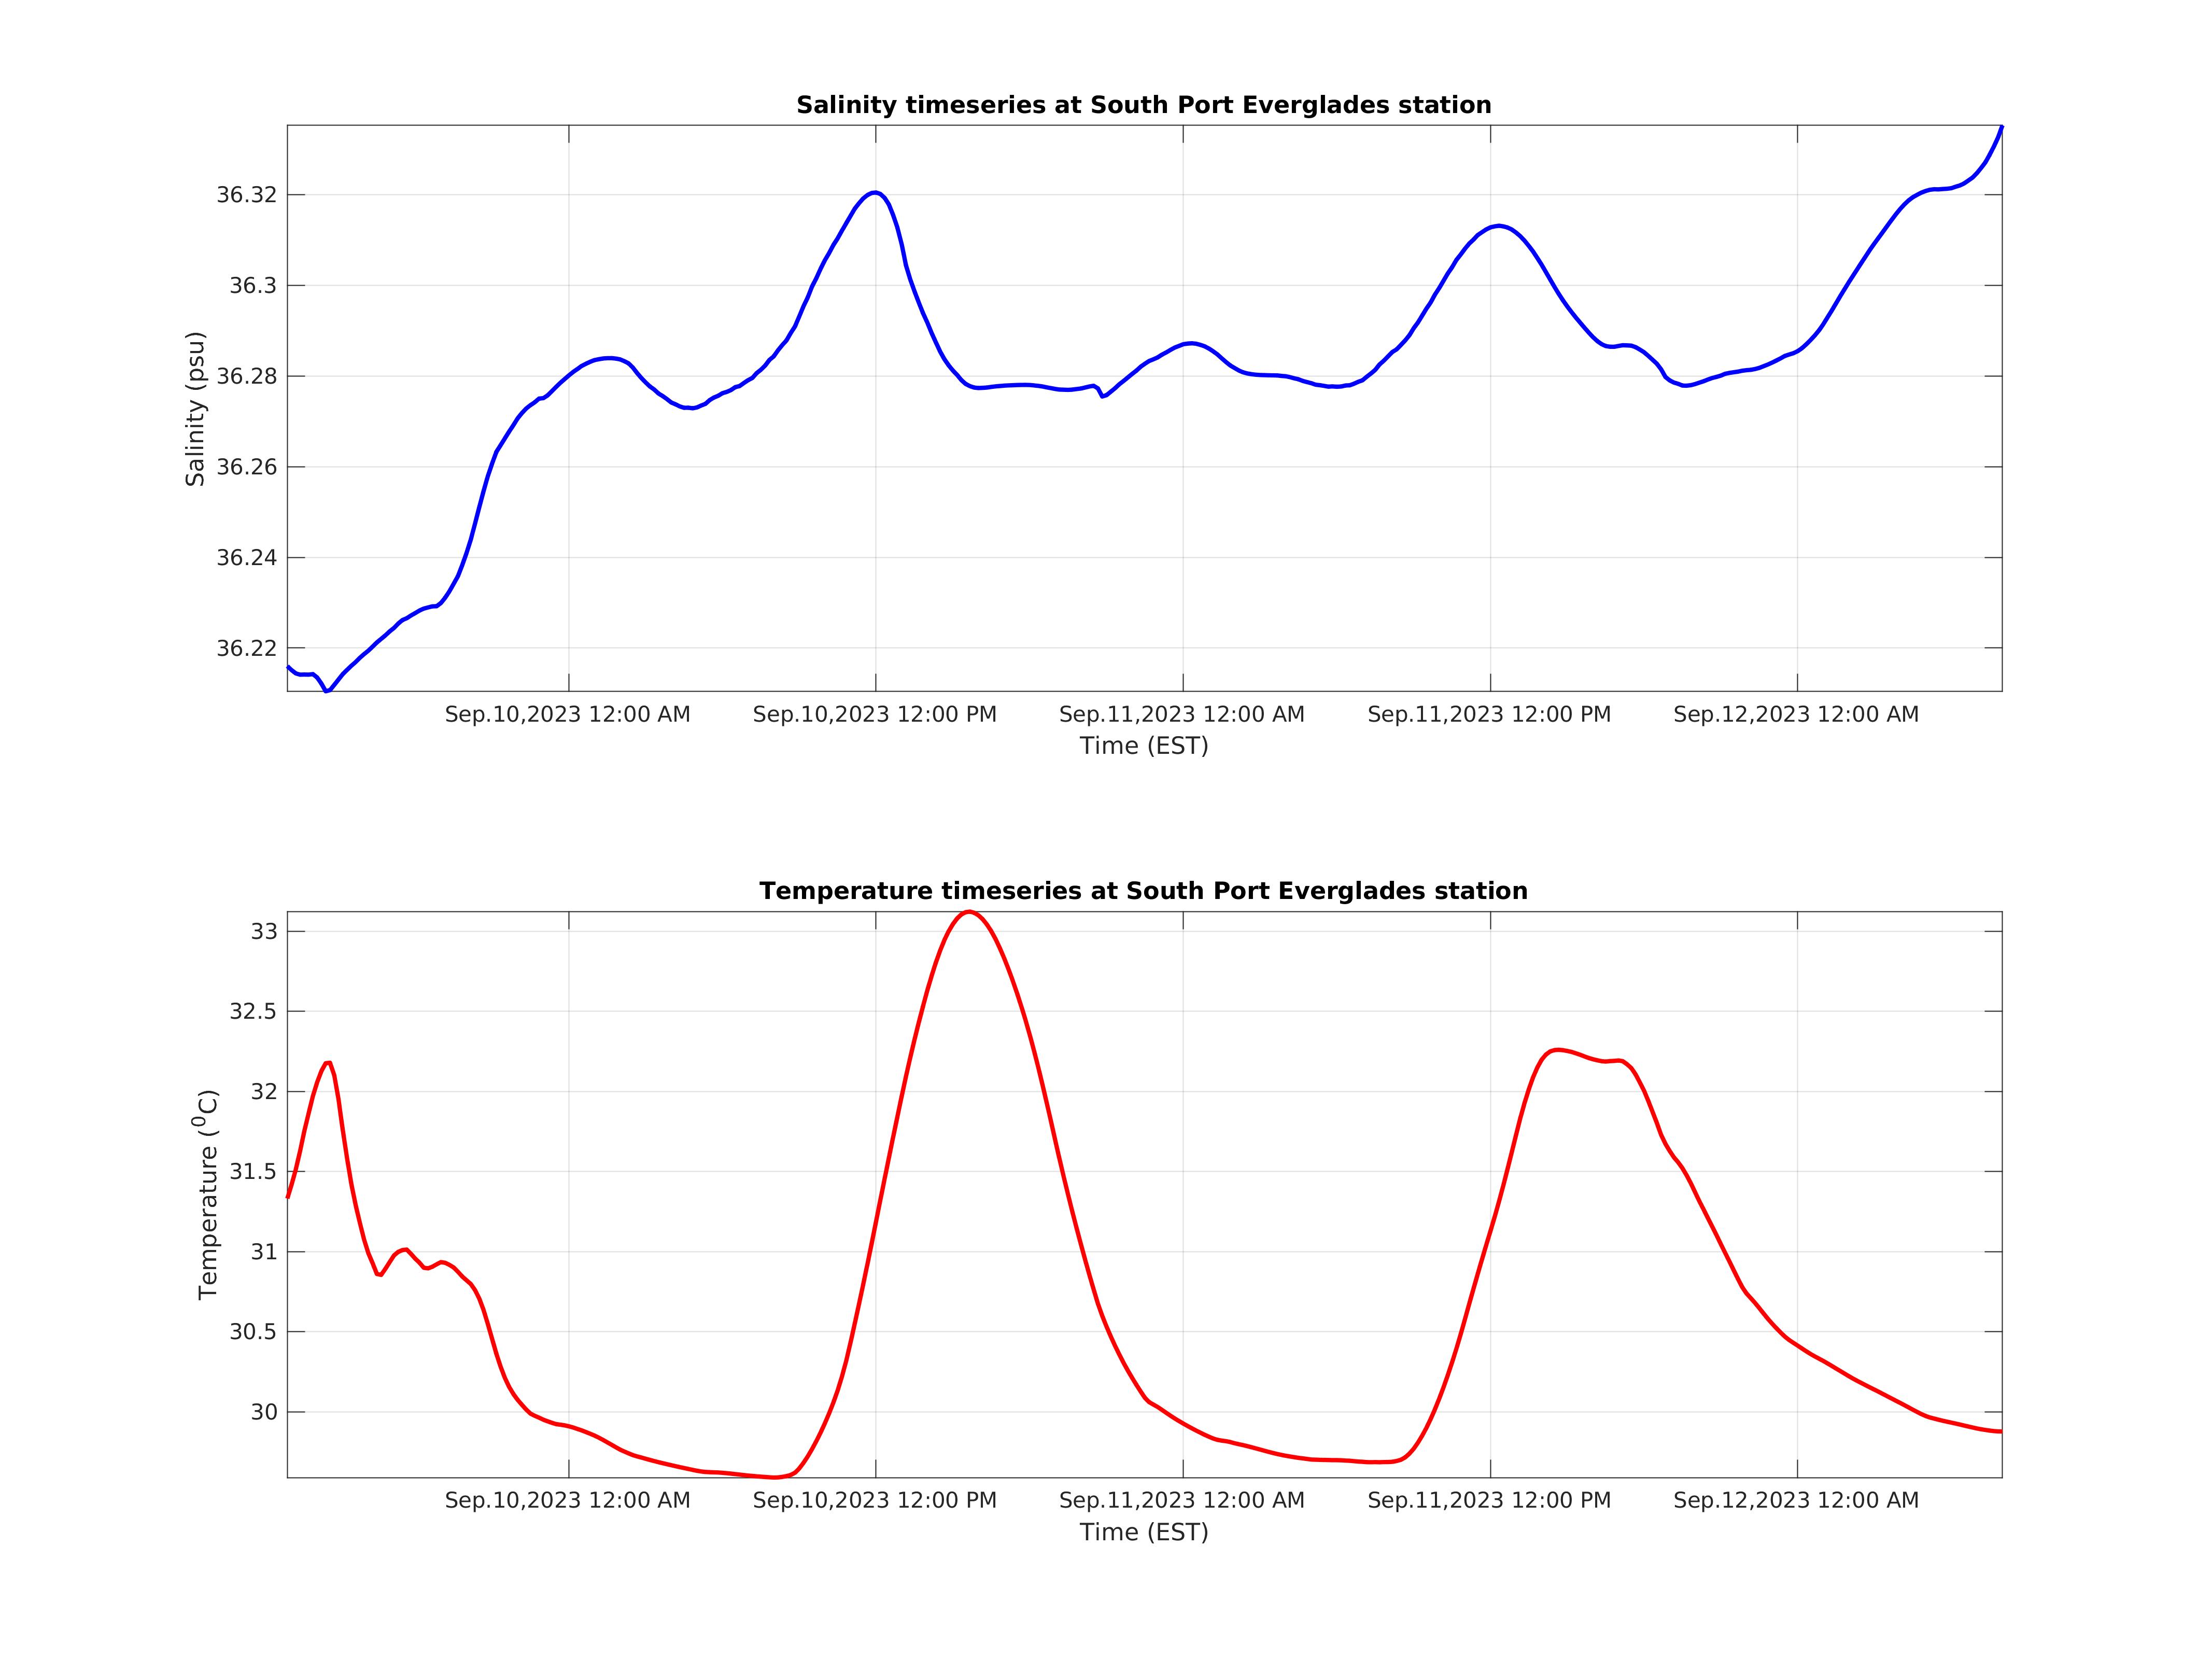 Salinity timeseries at South Port Everglades station
36.32
36.3
36.28
36.26
36.24
36.22
Salinity (psu)
Sep.10,2023 12:00 AM Sep.10,2023 12:00 PM Sep.11,2023 12:00 AM Sep.11,2023 12:00 PM Sep.12,2023 12:00 AM
Time (EST)
Temperature timeseries at South Port Everglades station
33
32.5
32
31.5
31
30.5
30
Temperature (⁰C)
Sep.10,2023 12:00 AM Sep.10,2023 12:00 PM Sep.11,2023 12:00 AM Sep.11,2023 12:00 PM Sep.12,2023 12:00 AM
Time (EST)